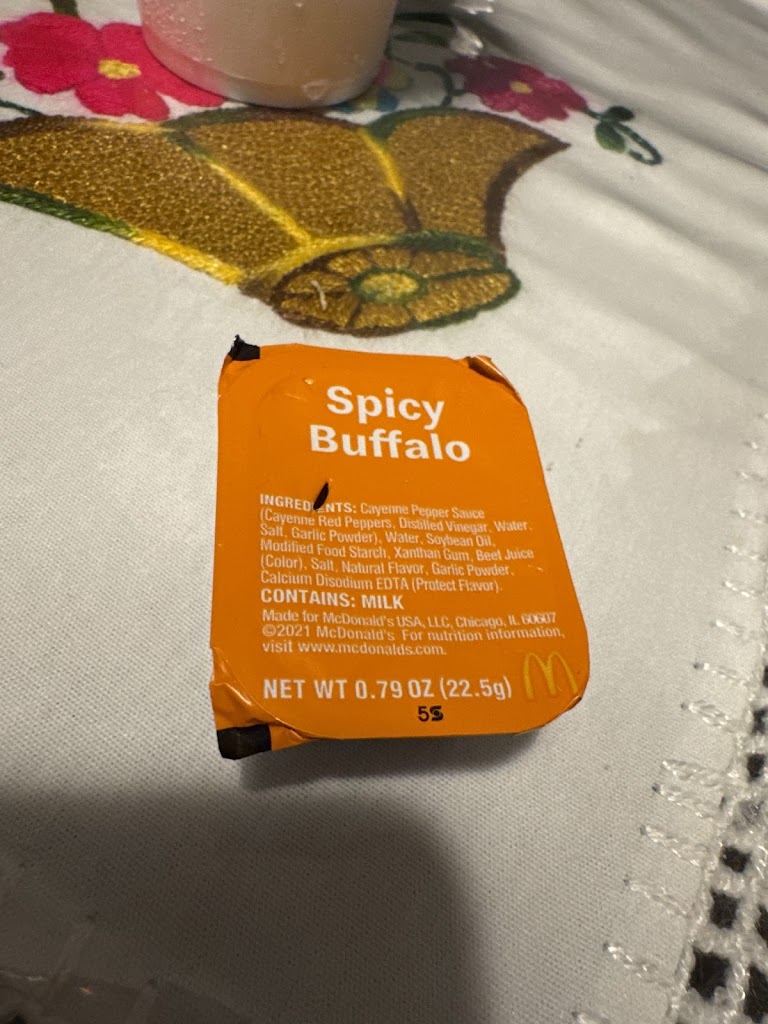 Spicy
Buffalo
INGREDIENTS: Cayenne Pepper Sauce
(Cayenne Red Peppers, Distilled Vinegar, Water,
Salt, Garlic Powder), Water, Soybean Oil,
Modified Food Starch, Xanthan Gum, Beet Juice
(Color), Salt, Natural Flavor, Garlic Powder,
Calcium Disodium EDTA (Protect Flavor).
CONTAINS: MILK
Made for McDonald's USA, LLC, Chicago, IL 60607
©2021 McDonald's For nutrition information,
visit www.mcdonalds.com.
NET WT 0.79 OZ (22.5g)